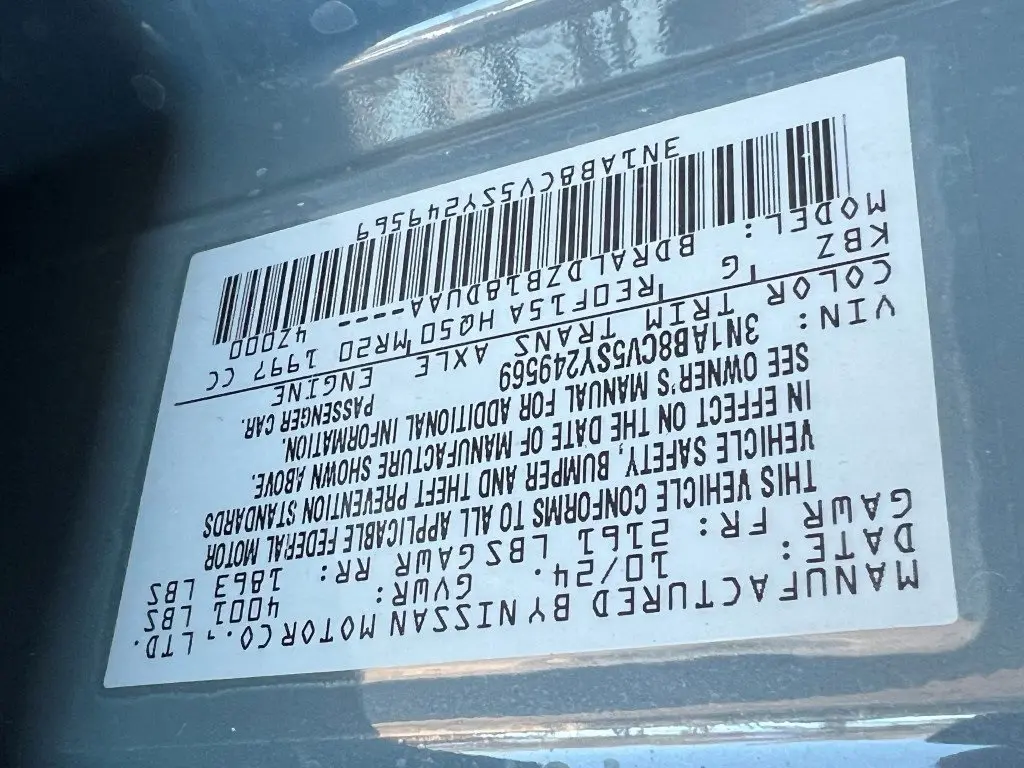 MANUFACTURED BY NISSAN MOTOR CO., LTD.
DATE: 10/24. GVWR: 4001 LBS
GAWR FR: 2161 LBS GAWR RR: 1863 LBS
THIS VEHICLE CONFORMS TO ALL APPLICABLE FEDERAL MOTOR
VEHICLE SAFETY, BUMPER AND THEFT PREVENTION STANDARDS
IN EFFECT ON THE DATE OF MANUFACTURE SHOWN ABOVE.
SEE OWNER'S MANUAL FOR ADDITIONAL INFORMATION.
VIN: 3N1AB8CV5SY249569 PASSENGER CAR.
COLOR TRIM TRANS AXLE ENGINE
KBZ G RE0F15A HQ50 MR20 1997 CC
MODEL: BDRALDZB18DUAA---- 4Z000
3N1AB8CV5SY249569